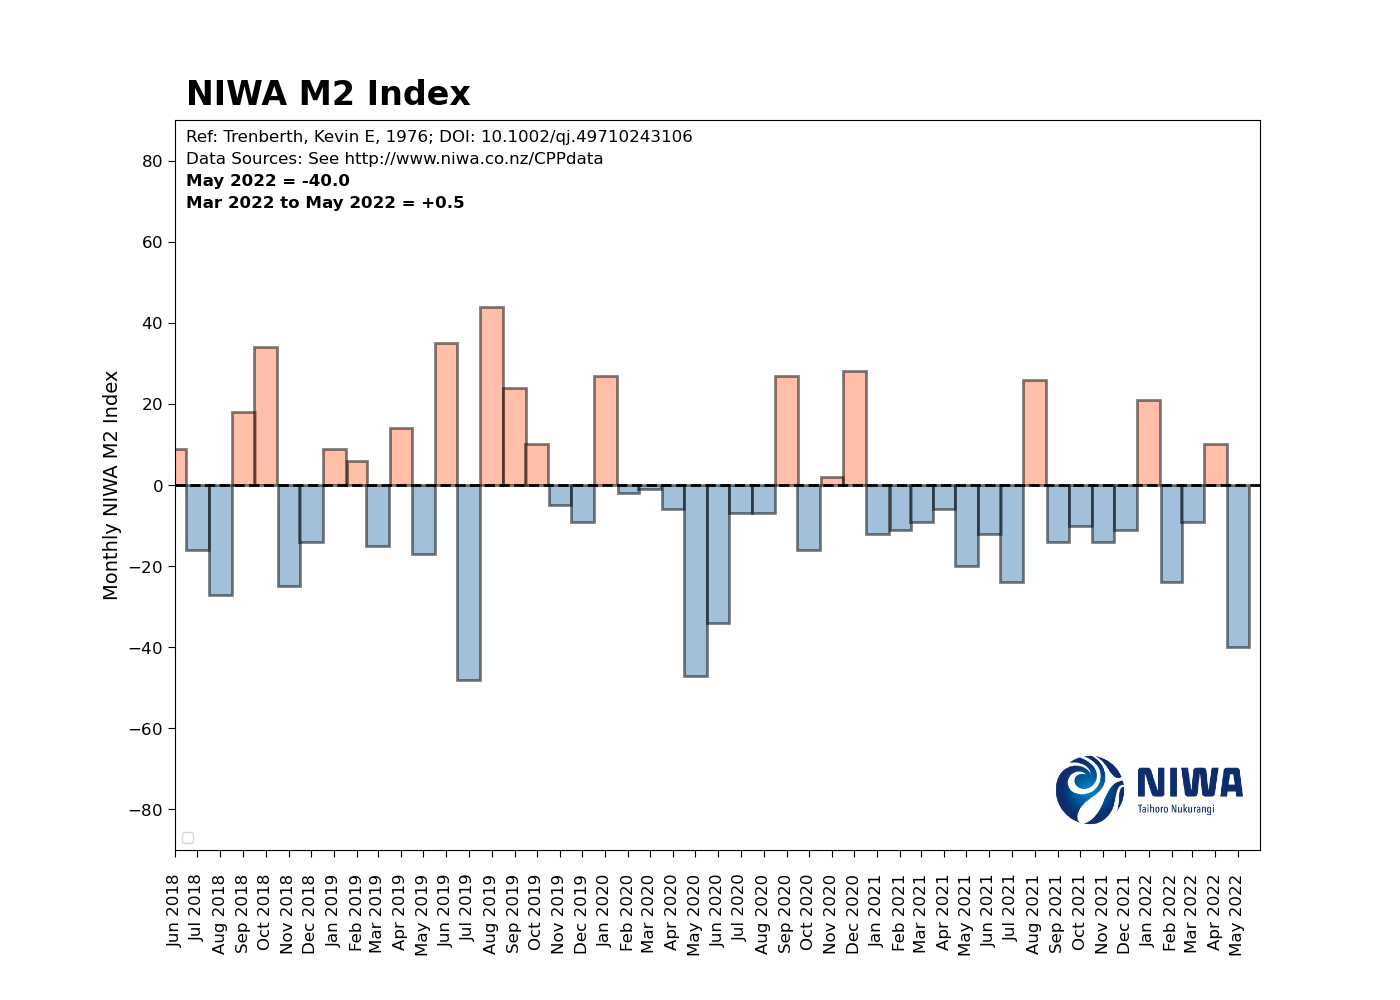 NIWA M2 Index
Ref: Trenberth, Kevin E, 1976; DOI: 10.1002/qj.49710243106
Data Sources: See http://www.niwa.co.nz/CPPdata
May 2022 = -40.0
Mar 2022 to May 2022 = +0.5
Monthly NIWA M2 Index
80
60
40
20
0
−20
−40
−60
−80
NIWA
Taihoro Nukurangi
Jun 2018
Jul 2018
Aug 2018
Sep 2018
Oct 2018
Nov 2018
Dec 2018
Jan 2019
Feb 2019
Mar 2019
Apr 2019
May 2019
Jun 2019
Jul 2019
Aug 2019
Sep 2019
Oct 2019
Nov 2019
Dec 2019
Jan 2020
Feb 2020
Mar 2020
Apr 2020
May 2020
Jun 2020
Jul 2020
Aug 2020
Sep 2020
Oct 2020
Nov 2020
Dec 2020
Jan 2021
Feb 2021
Mar 2021
Apr 2021
May 2021
Jun 2021
Jul 2021
Aug 2021
Sep 2021
Oct 2021
Nov 2021
Dec 2021
Jan 2022
Feb 2022
Mar 2022
Apr 2022
May 2022